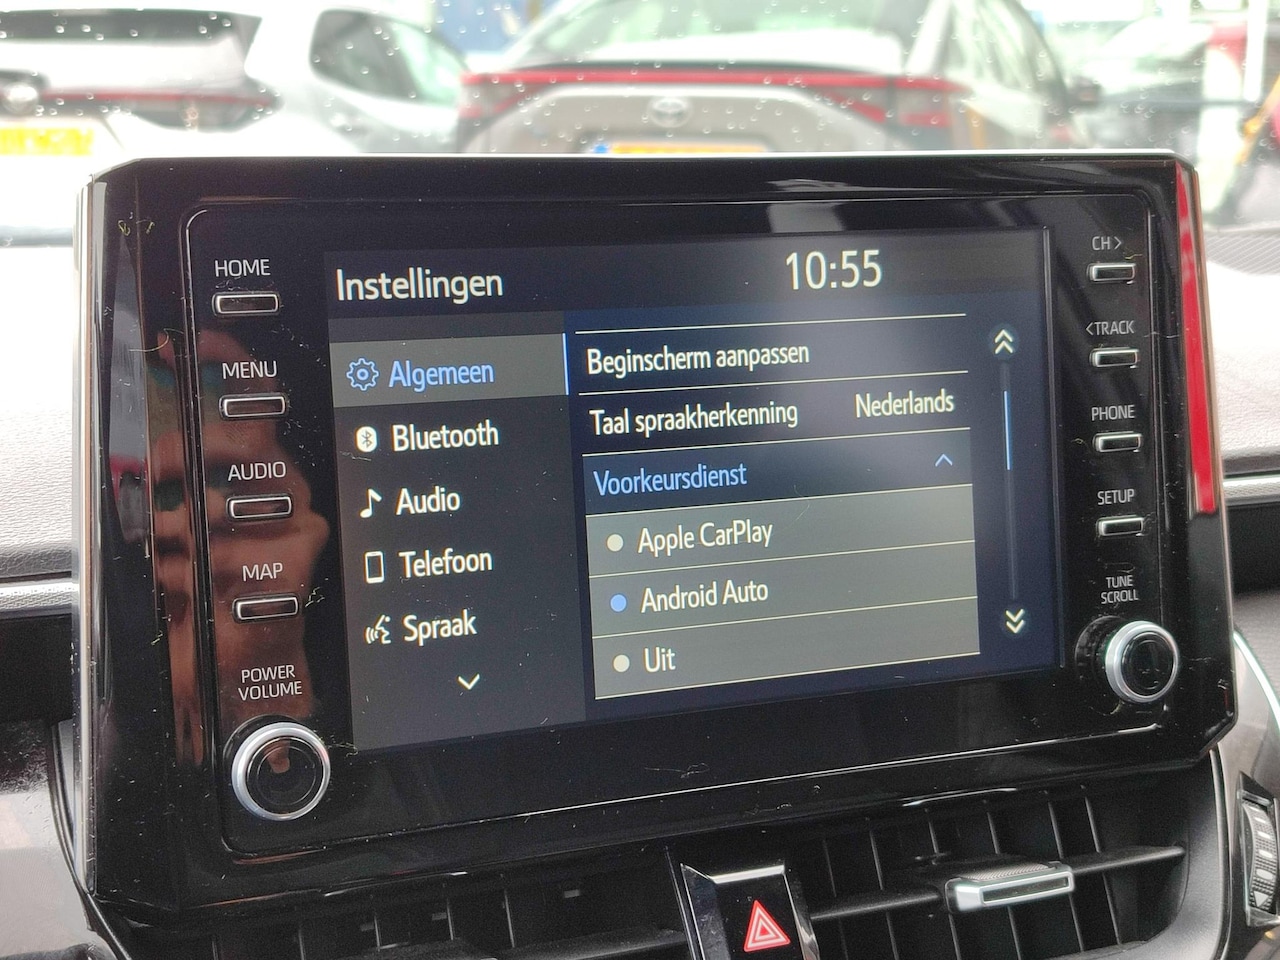 Instellingen
10:55
Algemeen
Bluetooth
Audio
Telefoon
Spraak
Beginscherm aanpassen
Taal spraakherkenning Nederlands
Voorkeursdienst
Apple CarPlay
Android Auto
Uit
HOME
MENU
AUDIO
MAP
POWER
VOLUME
CH>
<TRACK
PHONE
SETUP
TUNE
SCROLL